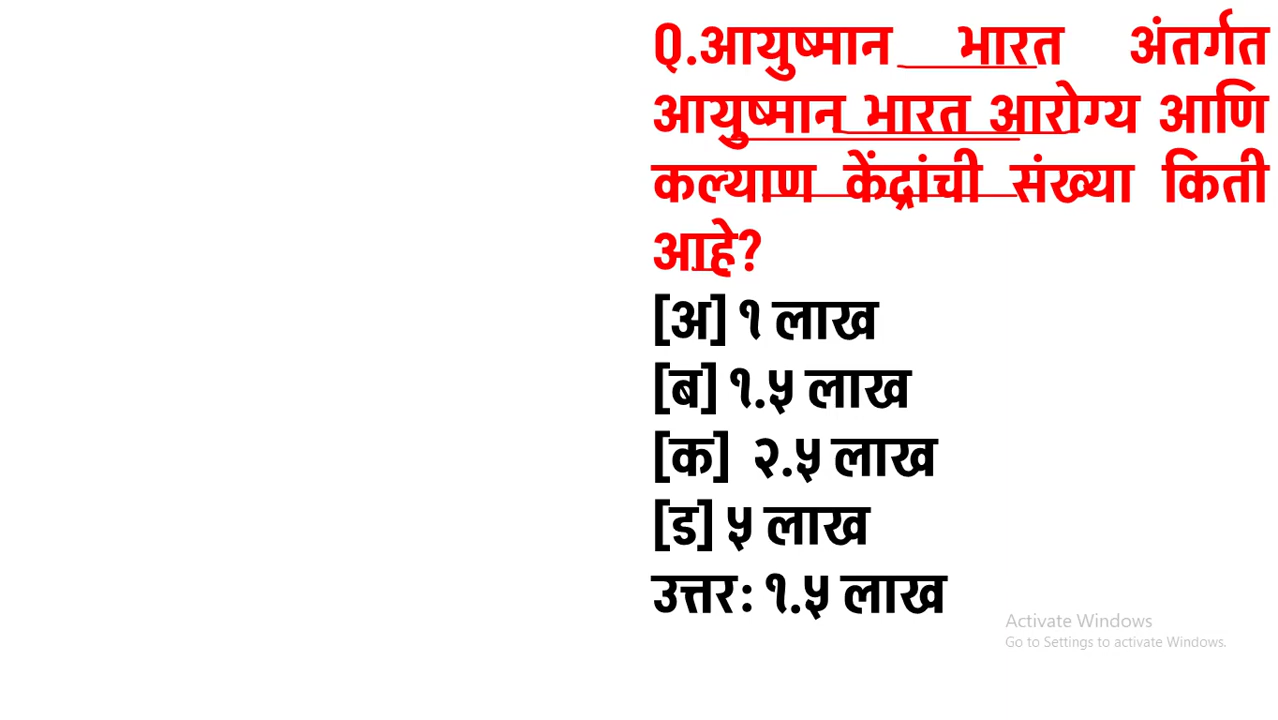 Q.आयुष्मान भारत अंतर्गत
आयुष्मान भारत आरोग्य आणि
कल्याण केंद्रांची संख्या किती
आहे?
[अ] १ लाख
[ब] १.५ लाख
[क] २.५ लाख
[ड] ५ लाख
उत्तर: १.५ लाख
Activate Windows
Go to Settings to activate Windows.